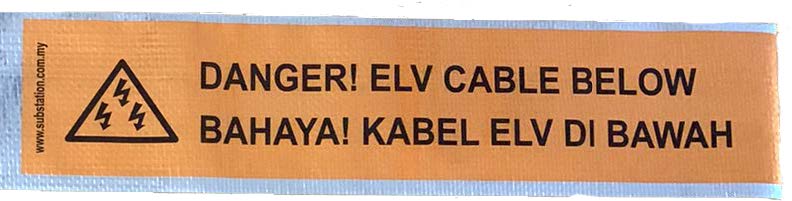 www.substation.com.my
DANGER! ELV CABLE BELOW
BAHAYA! KABEL ELV DI BAWAH